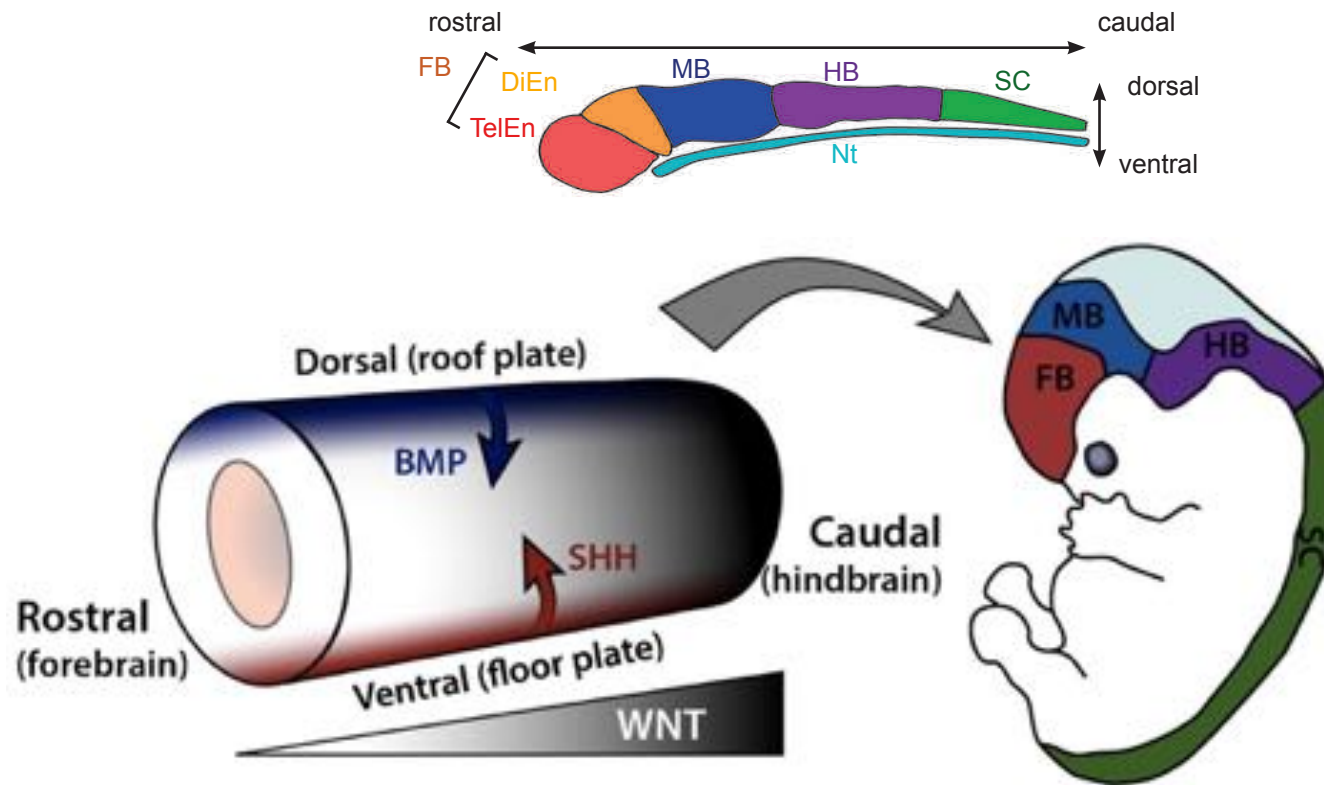 rostral
caudal
FB
DiEn
MB
HB
SC
dorsal
TelEn
Nt
ventral
MB
HB
FB
Dorsal (roof plate)
BMP
SHH
Caudal
(hindbrain)
SC
Rostral
(forebrain)
Ventral (floor plate)
WNT